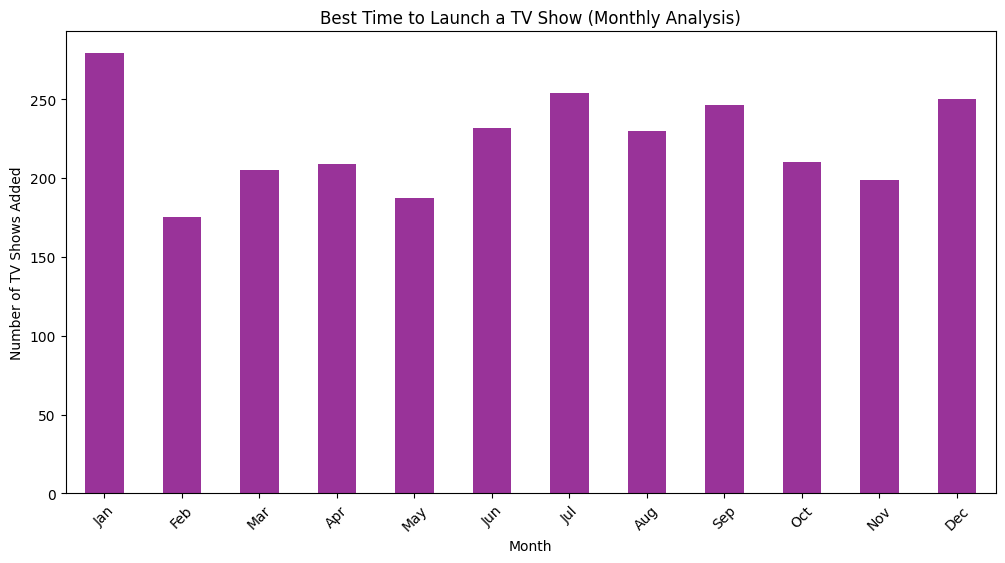 Best Time to Launch a TV Show (Monthly Analysis)
Number of TV Shows Added
250
200
150
100
50
0
Jan
Feb
Mar
Apr
May
Jun
Jul
Aug
Sep
Oct
Nov
Dec
Month